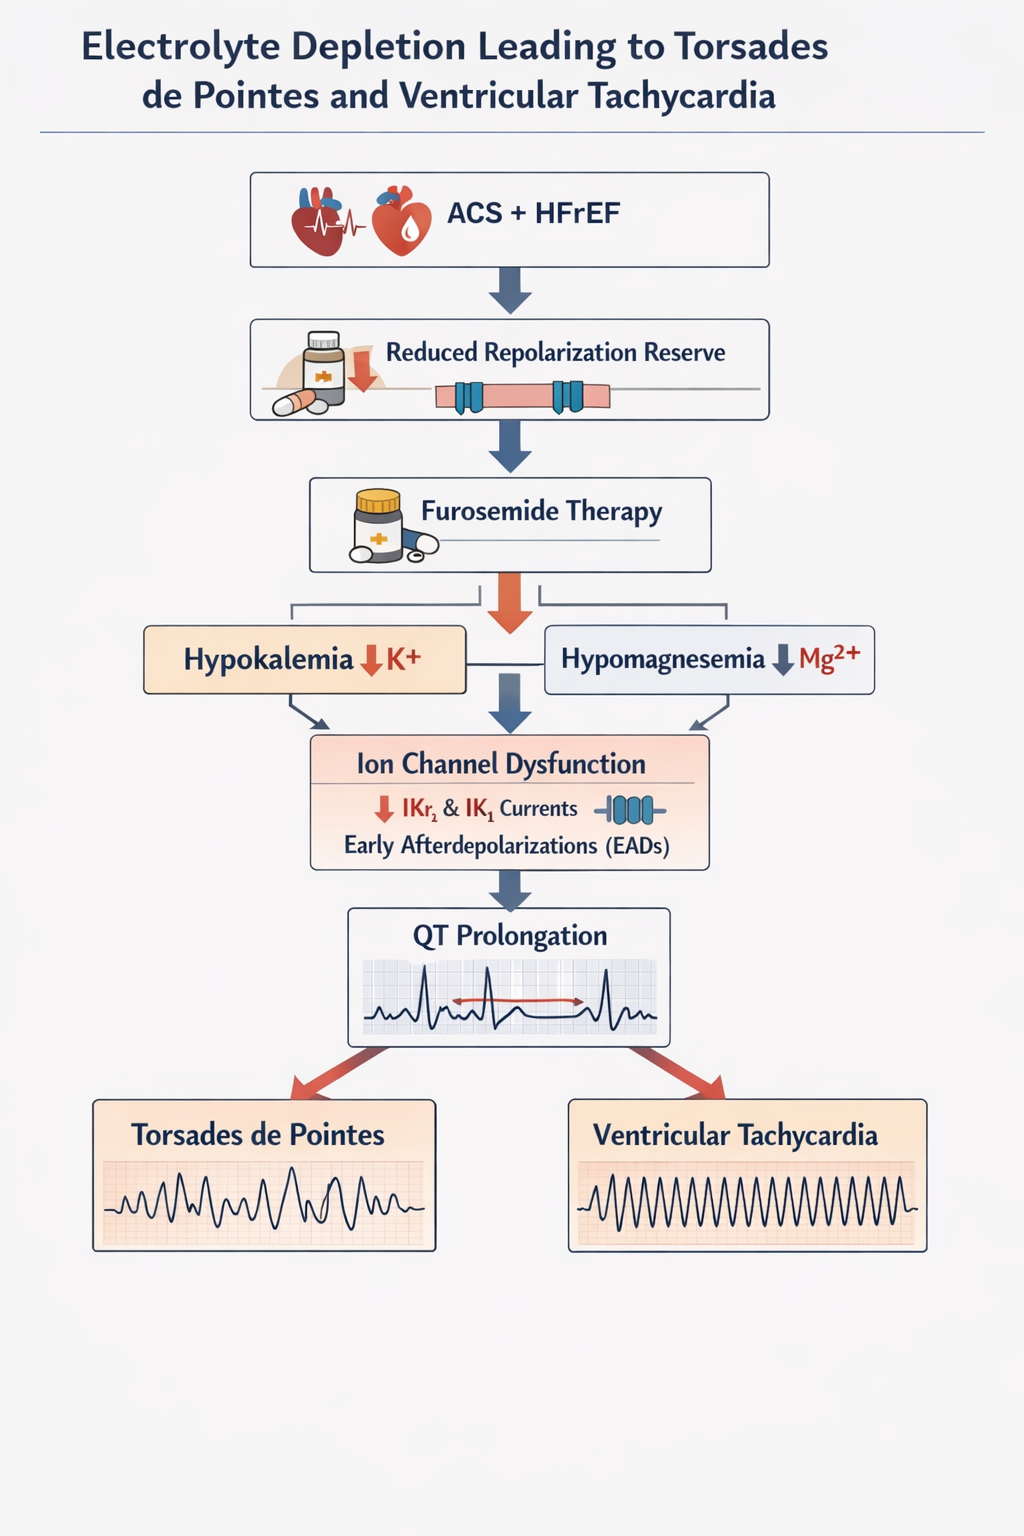 Electrolyte Depletion Leading to Torsades
de Pointes and Ventricular Tachycardia
ACS + HFrEF
Reduced Repolarization Reserve
Furosemide Therapy
Hypokalemia ↓ K+
Hypomagnesemia ↓ Mg²⁺
Ion Channel Dysfunction
↓ IKr₂ & IK₁ Currents
Early Afterdepolarizations (EADs)
QT Prolongation
Torsades de Pointes
Ventricular Tachycardia